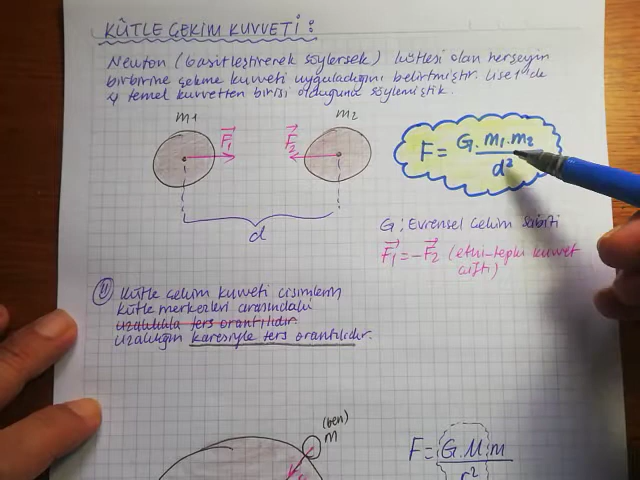 KÜTLE ÇEKİM KUVVETİ:
Newton (basitleştirerek söylersek) kütlesi olan herşeyin
birbirine çekme kuvveti uyguladığını belirtmiştir. Lise 1'de
4 temel kuvvetten birisi olduğunu söylemiştik.
m1 F1 F2 m2
F = G.m1.m2 / d²
d
G; Evrensel Çekim Sabiti
F1 = -F2 (etki-tepki kuvvet
çifti)
Kütle çekim kuvveti cisimlerin
kütle merkezleri arasındaki
uzaklıkla ters orantılıdır.
uzaklığın karesiyle ters orantılıdır.
(ben)
m
F = G.M.m / r²